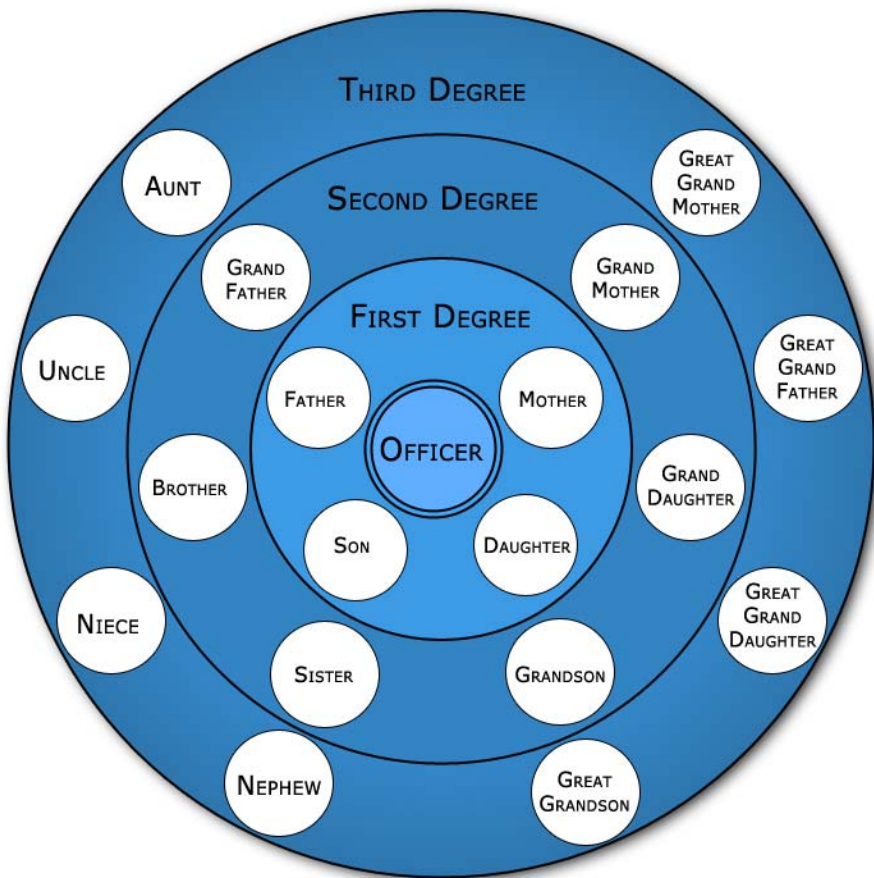 THIRD DEGREE
AUNT
GREAT
GRAND
MOTHER
SECOND DEGREE
GRAND
FATHER
GRAND
MOTHER
FIRST DEGREE
UNCLE
GREAT
GRAND
FATHER
FATHER
MOTHER
OFFICER
BROTHER
GRAND
DAUGHTER
SON
DAUGHTER
NIECE
GREAT
GRAND
DAUGHTER
SISTER
GRANDSON
NEPHEW
GREAT
GRANDSON